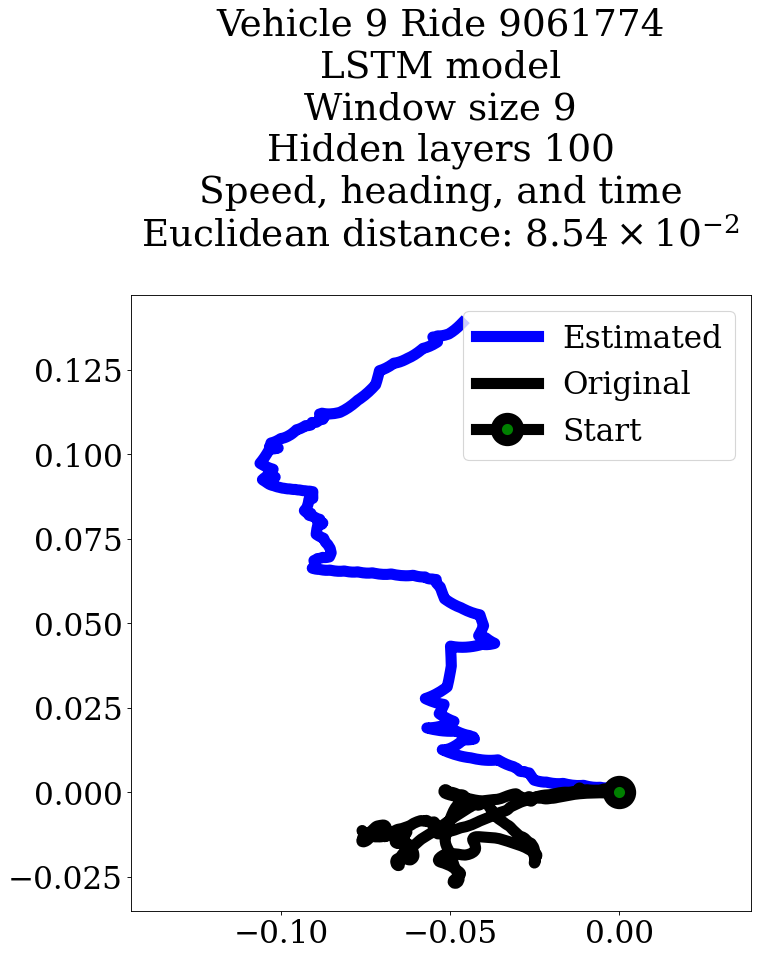 Vehicle 9 Ride 9061774
LSTM model
Window size 9
Hidden layers 100
Speed, heading, and time
Euclidean distance: 8.54 × 10⁻²
Estimated
Original
Start
0.125
0.100
0.075
0.050
0.025
0.000
−0.025
−0.10 −0.05 0.00